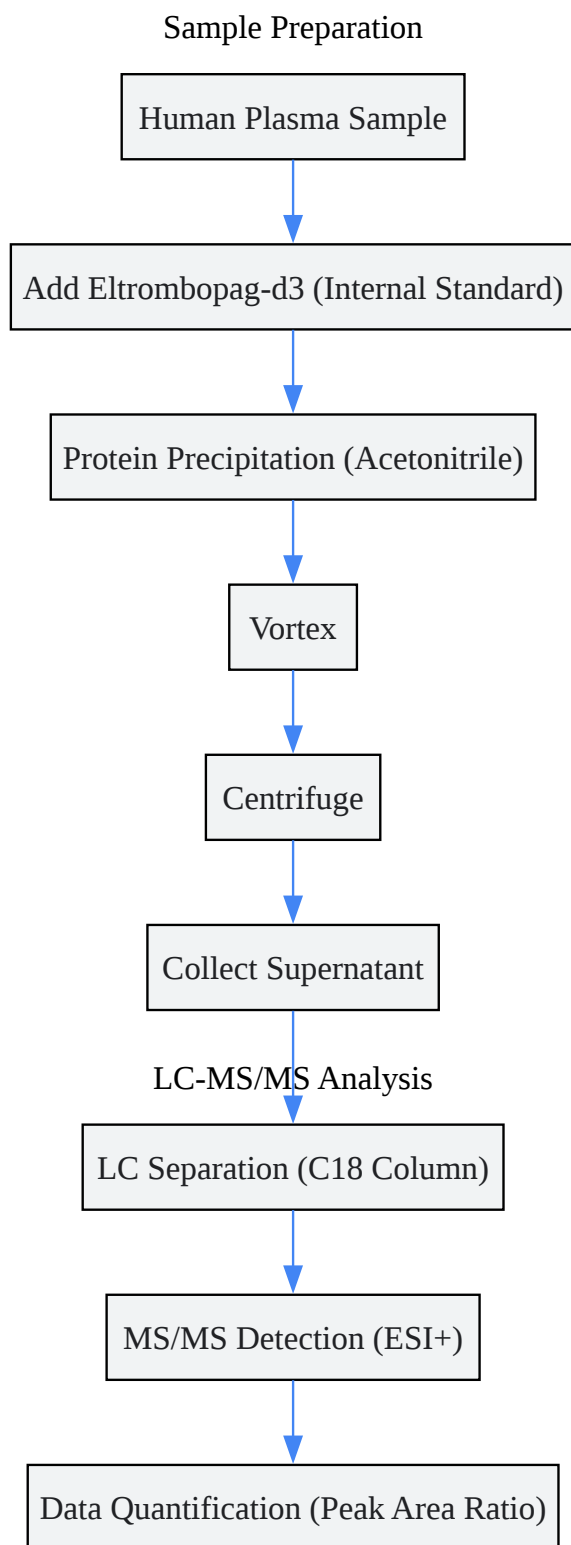 Sample Preparation
Human Plasma Sample
Add Eltrombopag-d3 (Internal Standard)
Protein Precipitation (Acetonitrile)
Vortex
Centrifuge
Collect Supernatant
LC-MS/MS Analysis
LC Separation (C18 Column)
MS/MS Detection (ESI+)
Data Quantification (Peak Area Ratio)